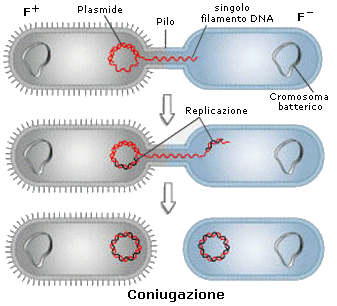 F+
Plasmide
Pilo
singolo
filamento DNA
F−
Cromosoma
batterico
Replicazione
Coniugazione